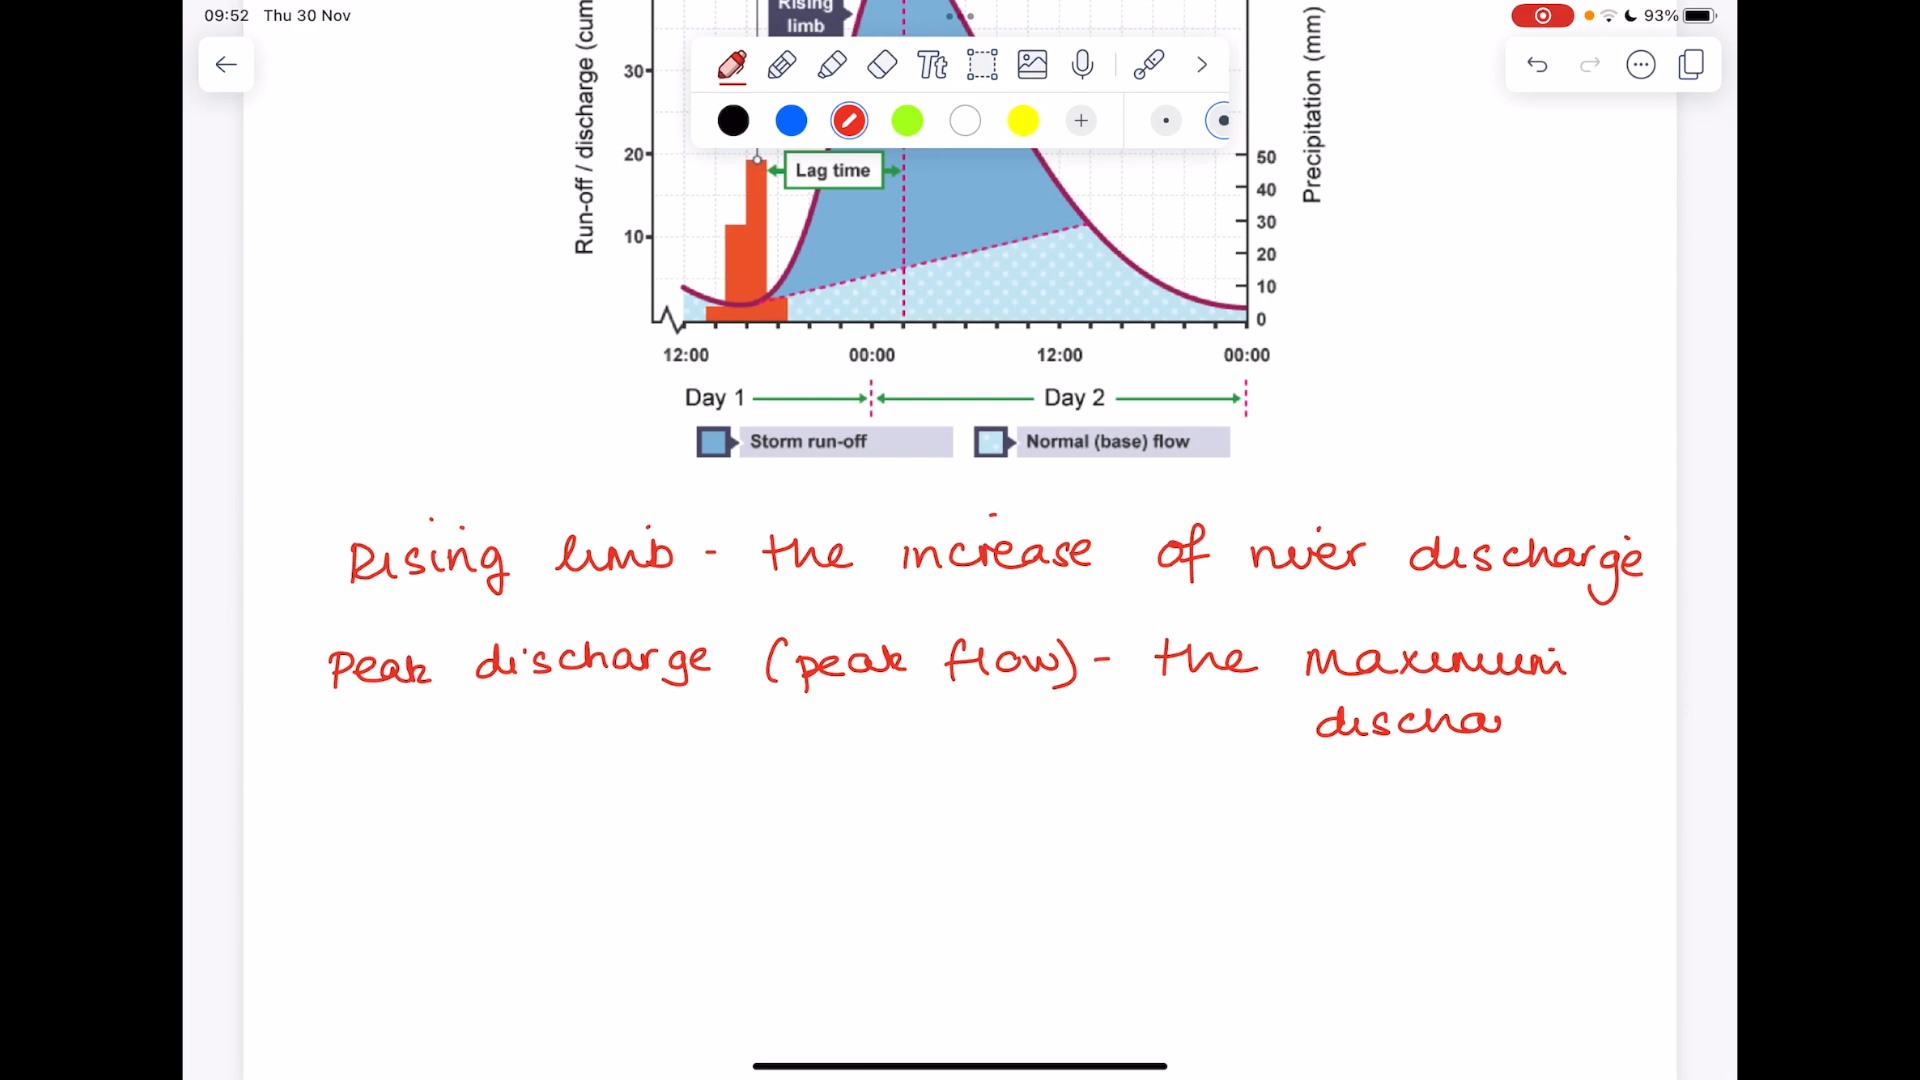 09:52 Thu 30 Nov
93%
Rising
limb
Run-off / discharge (cum
30
20
10
Lag time
Precipitation (mm)
50
40
30
20
10
0
12:00 00:00 12:00 00:00
Day 1 Day 2
Storm run-off Normal (base) flow
Rising limb - the increase of river discharge
Peak discharge (peak flow) - the maximum
discha
Tt